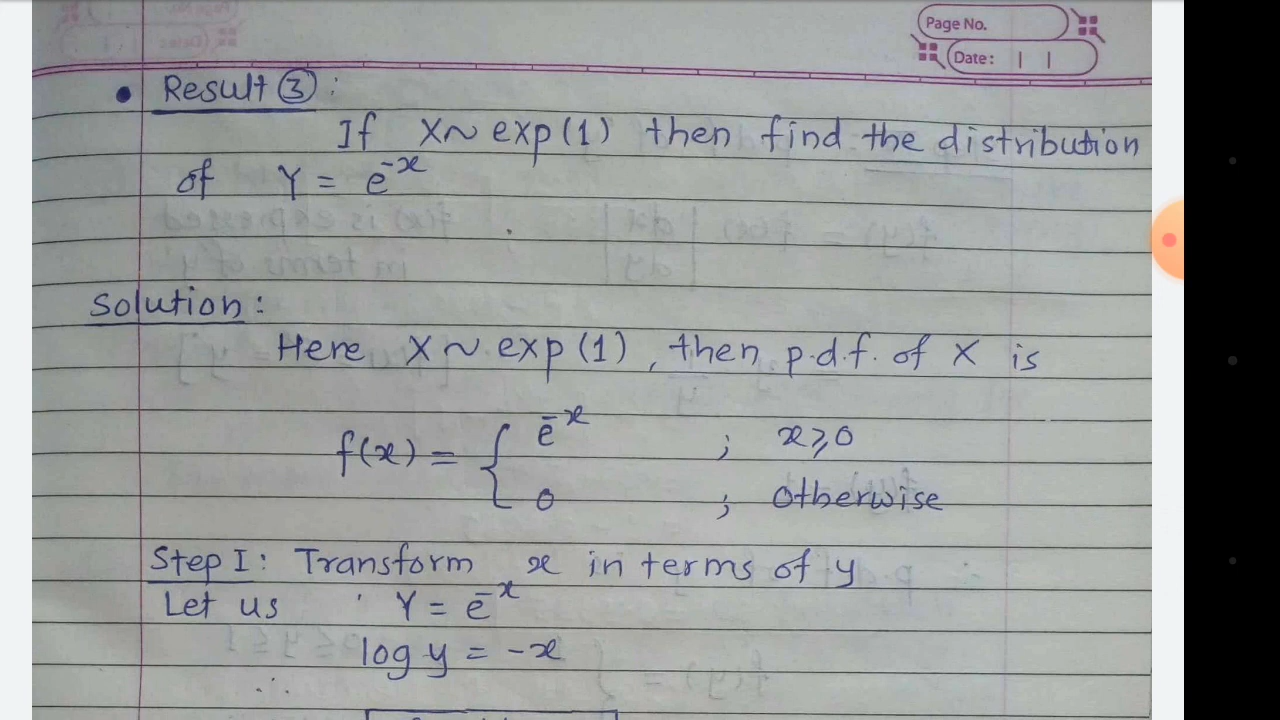 Page No.
Date:
• Result ③ :
If X ~ exp(1) then find the distribution
of Y = e^-x
Solution:
Here X ~ exp(1), then p.d.f. of X is
f(x) = { e^-x ; x ⩾ 0
0 ; otherwise
Step I: Transform x in terms of y
Let us Y = e^-x
log y = -x
∴